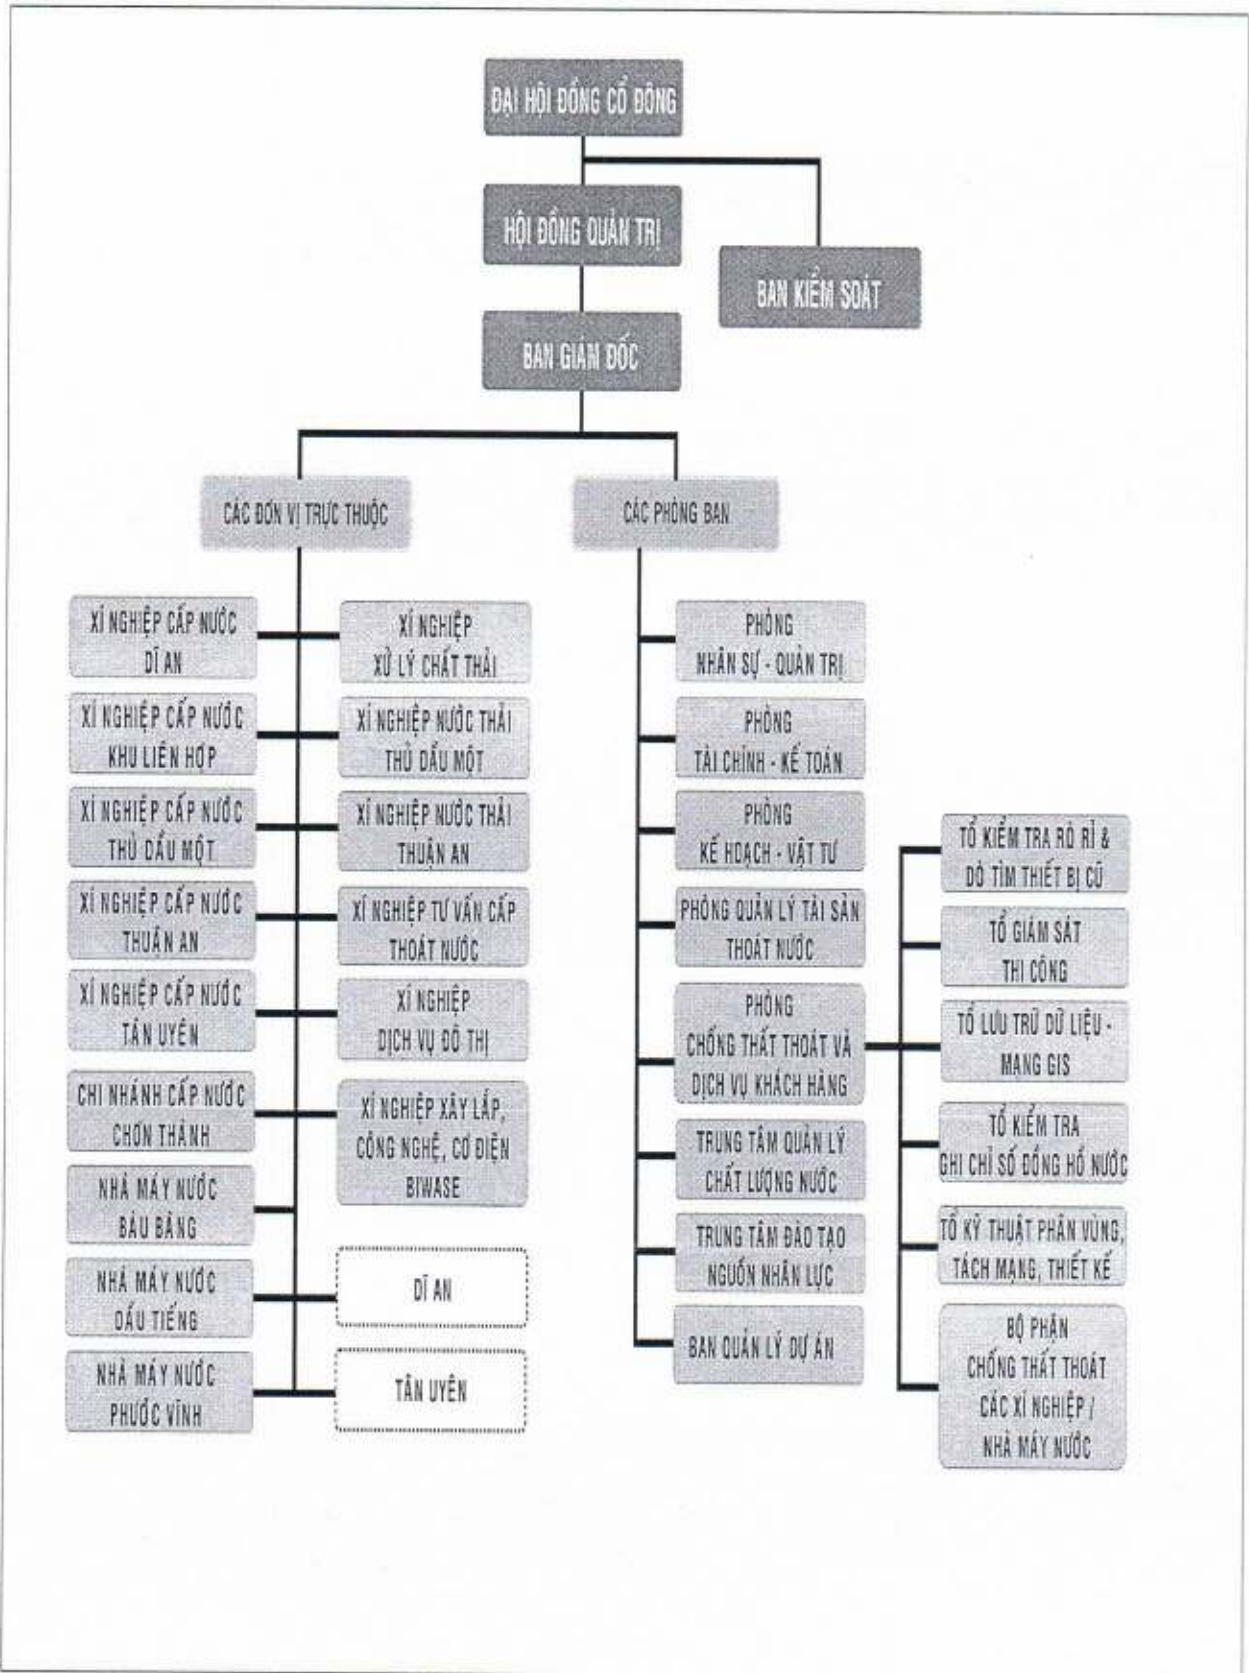 ĐẠI HỘI ĐỒNG CỔ ĐÔNG
HỘI ĐỒNG QUẢN TRỊ
BAN KIỂM SOÁT
BAN GIÁM ĐỐC
CÁC ĐƠN VỊ TRỰC THUỘC
XÍ NGHIỆP CẤP NƯỚC
DĨ AN
XÍ NGHIỆP CẤP NƯỚC
KHU LIÊN HỢP
XÍ NGHIỆP CẤP NƯỚC
THỦ DẦU MỘT
XÍ NGHIỆP CẤP NƯỚC
THUẬN AN
XÍ NGHIỆP CẤP NƯỚC
TÂN UYÊN
CHI NHÁNH CẤP NƯỚC
CHƠN THÀNH
NHÀ MÁY NƯỚC
BÀU BÀNG
NHÀ MÁY NƯỚC
DẦU TIẾNG
NHÀ MÁY NƯỚC
PHƯỚC VĨNH
XÍ NGHIỆP
XỬ LÝ CHẤT THẢI
XÍ NGHIỆP NƯỚC THẢI
THỦ DẦU MỘT
XÍ NGHIỆP NƯỚC THẢI
THUẬN AN
XÍ NGHIỆP TƯ VẤN CẤP
THOÁT NƯỚC
XÍ NGHIỆP
DỊCH VỤ ĐÔ THỊ
XÍ NGHIỆP XÂY LẮP,
CÔNG NGHỆ, CƠ ĐIỆN
BIWASE
DĨ AN
TÂN UYÊN
CÁC PHÒNG BAN
PHÒNG
NHÂN SỰ - QUẢN TRỊ
PHÒNG
TÀI CHÍNH - KẾ TOÁN
PHÒNG
KẾ HOẠCH - VẬT TƯ
PHÒNG QUẢN LÝ TÀI SẢN
THOÁT NƯỚC
PHÒNG
CHỐNG THẤT THOÁT VÀ
DỊCH VỤ KHÁCH HÀNG
TRUNG TÂM QUẢN LÝ
CHẤT LƯỢNG NƯỚC
TRUNG TÂM ĐÀO TẠO
NGUỒN NHÂN LỰC
BAN QUẢN LÝ DỰ ÁN
TỔ KIỂM TRA RÒ RỈ &
DÒ TÌM THIẾT BỊ CŨ
TỔ GIÁM SÁT
THI CÔNG
TỔ LƯU TRỮ DỮ LIỆU -
MẠNG GIS
TỔ KIỂM TRA
GHI CHỈ SỐ ĐỒNG HỒ NƯỚC
TỔ KỸ THUẬT PHÂN VÙNG,
TÁCH MẠNG, THIẾT KẾ
BỘ PHẬN
CHỐNG THẤT THOÁT
CÁC XÍ NGHIỆP /
NHÀ MÁY NƯỚC